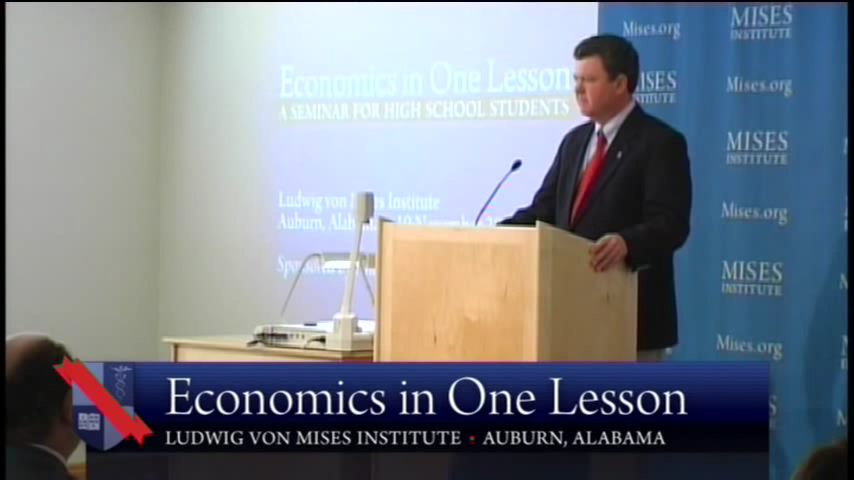 Economics in One Lesson
A SEMINAR FOR HIGH SCHOOL STUDENTS
Ludwig von Mises Institute
Auburn, Alabama
Mises.org
MISES
INSTITUTE
MISES
INSTITUTE
Mises.org
MISES
INSTITUTE
Mises.org
MISES
INSTITUTE
Mises.org
Economics in One Lesson
LUDWIG VON MISES INSTITUTE • AUBURN, ALABAMA